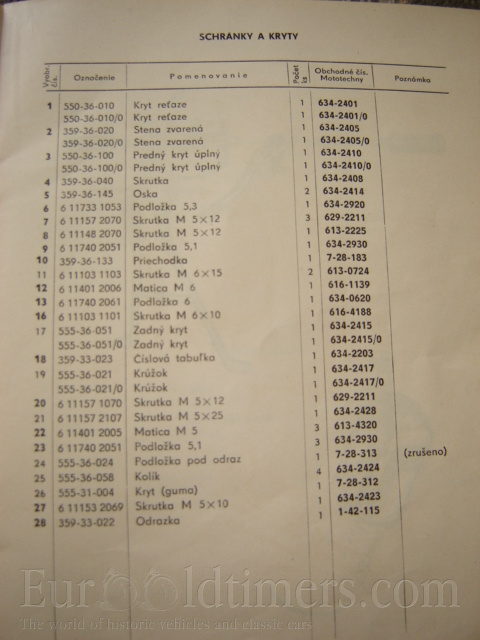 SCHRÁNKY A KRYTY
Vyobr. čís. Označenie Pomenovanie Počet ks Obchodné čís. Mototechny Poznámka
1 550-36-010 Kryt reťaze 1 634-2401
550-36-010/0 Kryt reťaze 1 634-2401/0
2 359-36-020 Stena zvarená 1 634-2405
359-36-020/0 Stena zvarená 1 634-2405/0
3 550-36-100 Predný kryt úplný 1 634-2410
550-36-100/0 Predný kryt úplný 1 634-2410/0
4 359-36-040 Skrutka 1 634-2408
5 359-36-145 Oska 2 634-2414
6 6 11733 1053 Podložka 5,3 1 634-2920
7 6 11157 2070 Skrutka M 5×12 3 629-2211
8 6 11148 2070 Skrutka M 5×12 1 613-2225
9 6 11740 2051 Podložka 5,1 1 634-2930
10 359-36-133 Priechodka 1 7-28-183
11 6 11103 1103 Skrutka M 6×15 2 613-0724
12 6 11401 2006 Matica M 6 1 616-1139
13 6 11740 2061 Podložka 6 1 634-0620
16 6 11103 1101 Skrutka M 6×10 1 616-4188
17 555-36-051 Zadný kryt 1 634-2415
555-36-051/0 Zadný kryt 1 634-2415/0
18 359-33-023 Číslová tabuľka 1 634-2203
19 555-36-021 Krúžok 1 634-2417
555-36-021/0 Krúžok 1 634-2417/0
20 6 11157 1070 Skrutka M 5×12 1 629-2211
21 6 11157 2107 Skrutka M 5×25 1 634-2428
22 6 11401 2005 Matica M 5 3 613-4320
23 6 11740 2051 Podložka 5,1 3 634-2930
24 555-36-024 Podložka pod odraz 1 7-28-313 (zrušeno)
25 555-36-058 Kolík 4 634-2424
26 555-31-004 Kryt (guma) 1 7-28-312
27 6 11153 2069 Skrutka M 5×10 1 634-2423
28 359-33-022 Odrazka 1 1-42-115
EurOOldtimers.com
The world of historic vehicles and classic cars